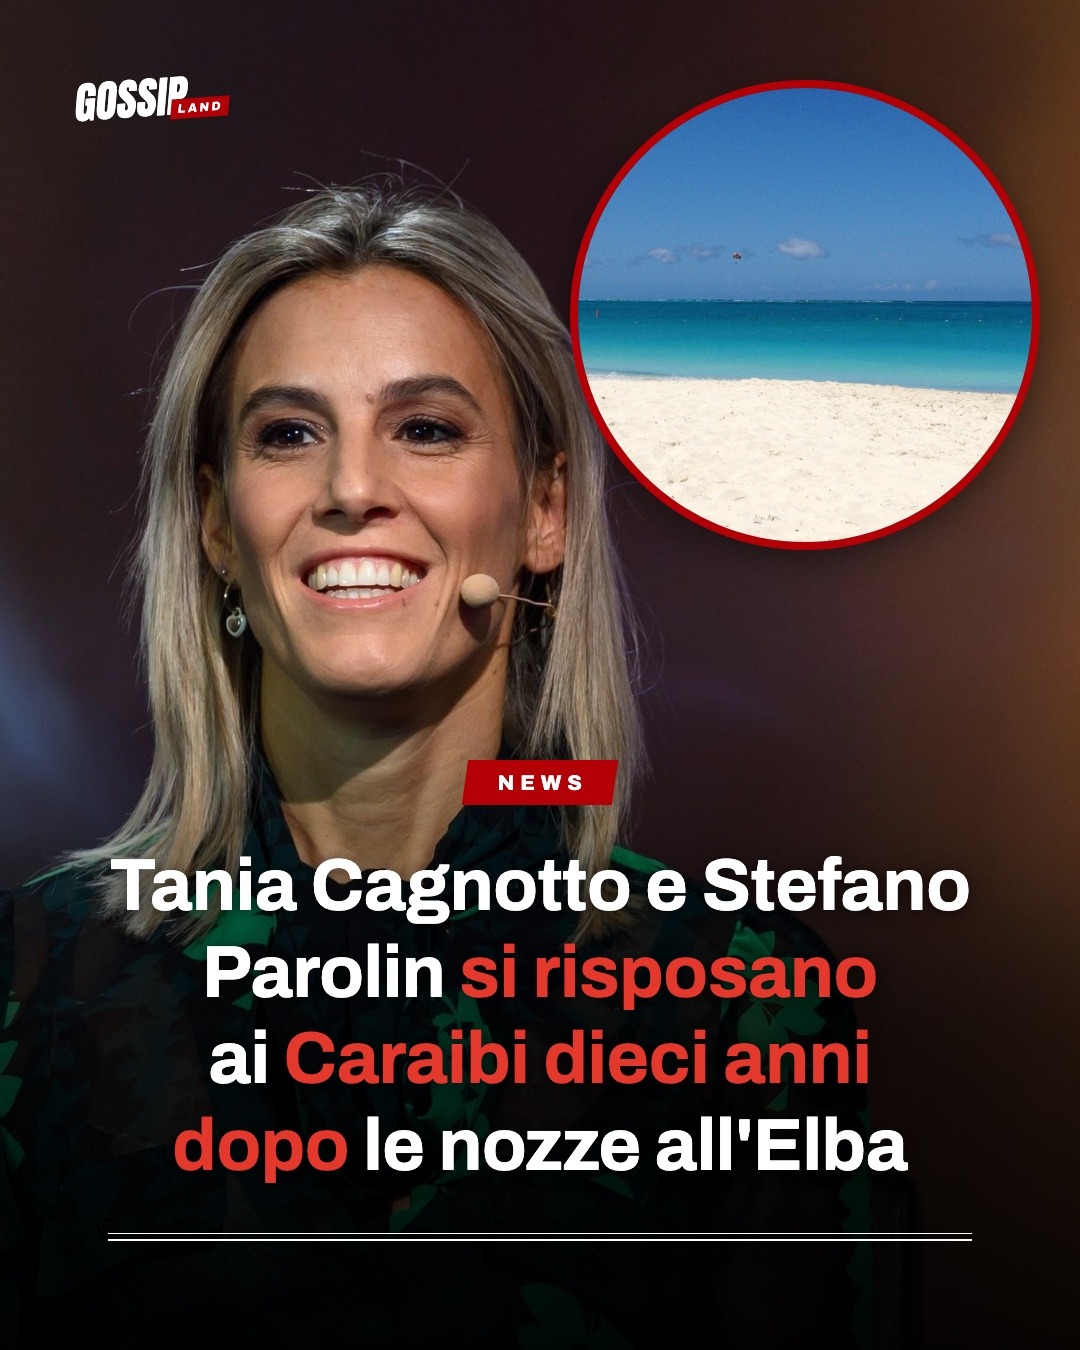 GOSSIP
LAND
NEWS
Tania Cagnotto e Stefano
Parolin si risposano
ai Caraibi dieci anni
dopo le nozze all'Elba